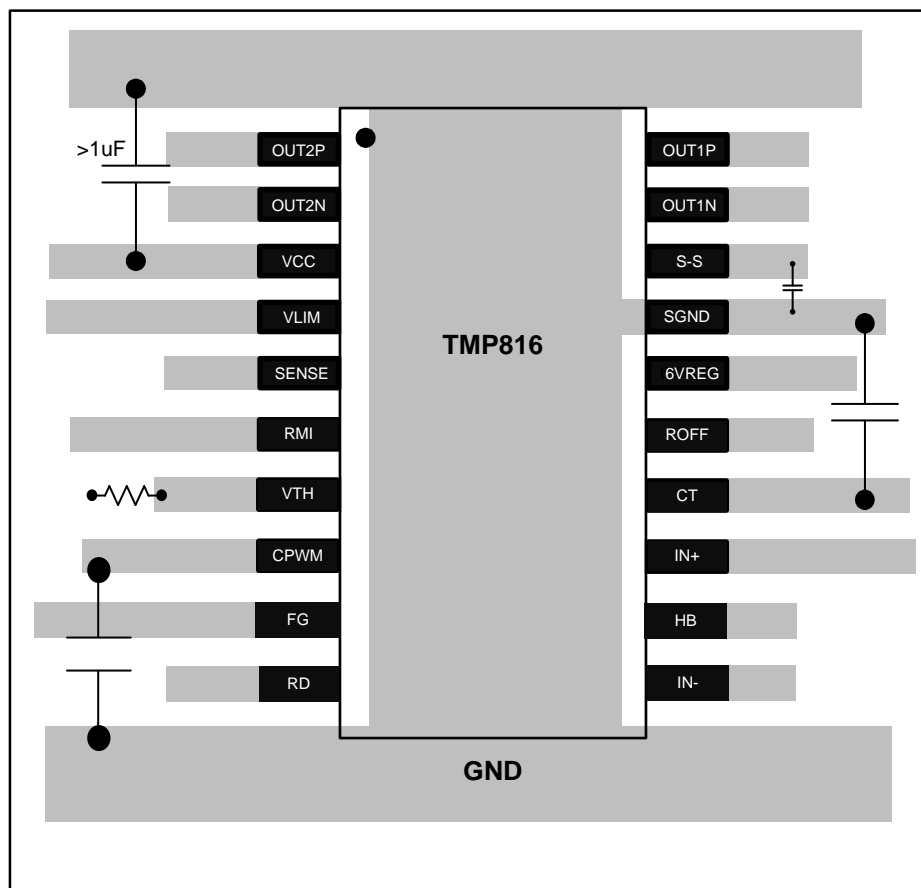 >1uF
OUT2P
OUT1P
OUT2N
OUT1N
VCC
S-S
VLIM
SGND
TMP816
SENSE
6VREG
RMI
ROFF
VTH
CT
CPWM
IN+
FG
HB
RD
IN-
GND